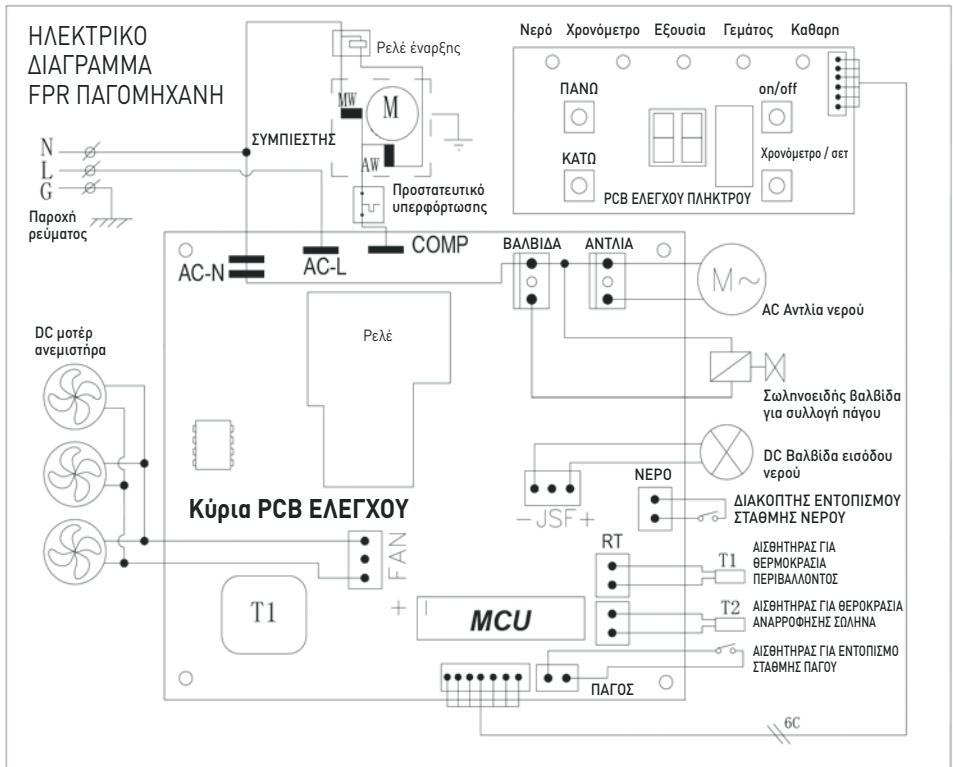 ΗΛΕΚΤΡΙΚΟ
ΔΙΑΓΡΑΜΜΑ
FPR ΠΑΓΟΜΗΧΑΝΗ
Ρελέ έναρξης
MW
M
AW
ΣΥΜΠΙΕΣΤΗΣ
N
L
G
Παροχή
ρεύματος
Προστατευτικό
υπερφόρτωσης
Νερό Χρονόμετρο Εξουσία Γεμάτος Καθαρη
ΠΑΝΩ
on/off
ΚΑΤΩ
Χρονόμετρο / σετ
PCB ΕΛΕΓΧΟΥ ΠΛΗΚΤΡΟΥ
AC-N
AC-L
COMP
ΒΑΛΒΙΔΑ
ΑΝΤΛΙΑ
M~
AC Αντλία νερού
DC μοτέρ
ανεμιστήρα
Ρελέ
Σωληνοειδής βαλβίδα
για συλλογή πάγου
DC Βαλβίδα εισόδου
νερού
Κύρια PCB ΕΛΕΓΧΟΥ
-JSF+
ΝΕΡΟ
ΔΙΑΚΟΠΤΗΣ ΕΝΤΟΠΙΣΜΟΥ
ΣΤΑΘΜΗΣ ΝΕΡΟΥ
FAN
+
RT
T1
ΑΙΣΘΗΤΗΡΑΣ ΓΙΑ
ΘΕΡΜΟΚΡΑΣΙΑ
ΠΕΡΙΒΑΛΛΟΝΤΟΣ
T1
MCU
T2
ΑΙΣΘΗΤΗΡΑΣ ΓΙΑ ΘΕΡΟΚΡΑΣΙΑ
ΑΝΑΡΡΟΦΗΣΗΣ ΣΩΛΗΝΑ
ΑΙΣΘΗΤΗΡΑΣ ΓΙΑ ΕΝΤΟΠΙΣΜΟ
ΣΤΑΘΜΗΣ ΠΑΓΟΥ
ΠΑΓΟΣ
6C